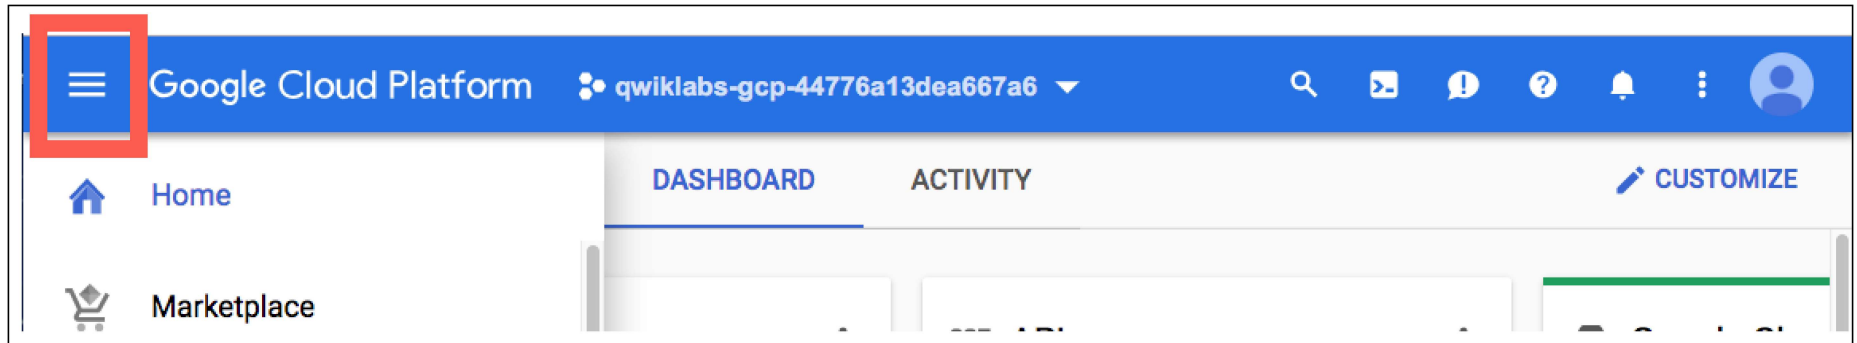 Google Cloud Platform
qwiklabs-gcp-44776a13dea667a6
Home
DASHBOARD
ACTIVITY
CUSTOMIZE
Marketplace